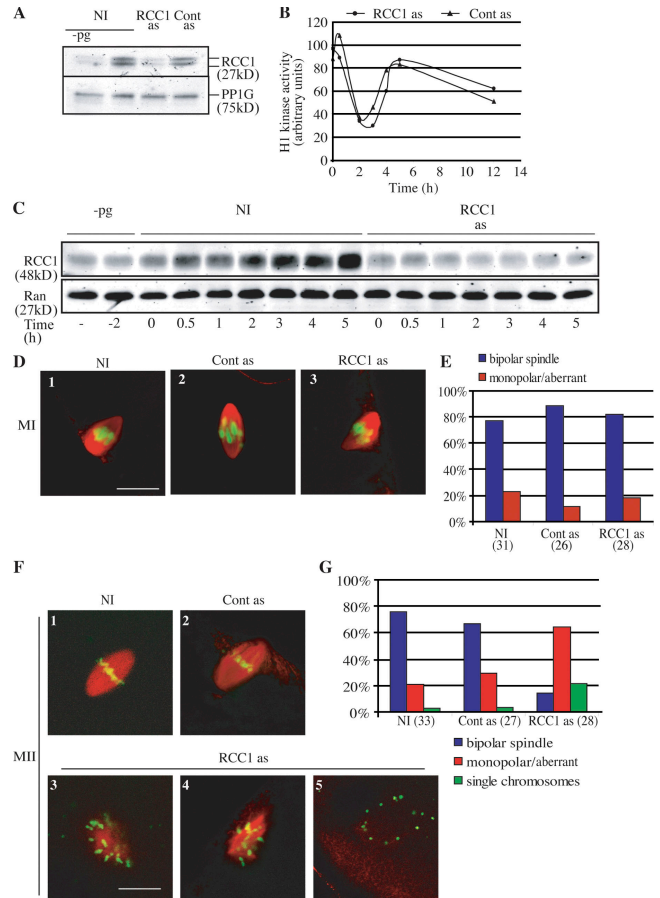 A
NI
RCC1 as
Cont as
-pg
RCC1
(27kD)
PP1G
(75kD)
B
RCC1 as
Cont as
H1 kinase activity
(arbitrary units)
140
120
100
80
60
40
20
0
0 2 4 6 8 10 12 14
Time (h)
C
-pg NI RCC1
as
RCC1
(48kD)
Ran
(27kD)
Time
(h)
- -2 0 0.5 1 2 3 4 5 0 0.5 1 2 3 4 5
D
NI Cont as RCC1 as
MI
1 2 3
E
bipolar spindle
monopolar/aberrant
100%
80%
60%
40%
20%
0%
NI Cont as RCC1 as
(31) (26) (28)
F
NI Cont as
1 2
MII
RCC1 as
3 4 5
G
100%
80%
60%
40%
20%
0%
NI (33) Cont as (27) RCC1 as (28)
bipolar spindle
monopolar/aberrant
single chromosomes